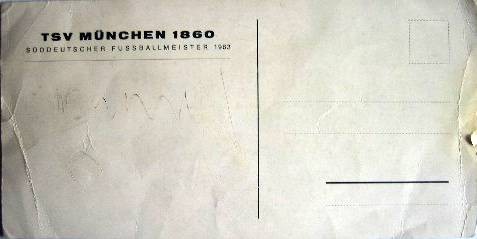 TSV MÜNCHEN 1860
SÜDDEUTSCHER FUSSBALLMEISTER 1963